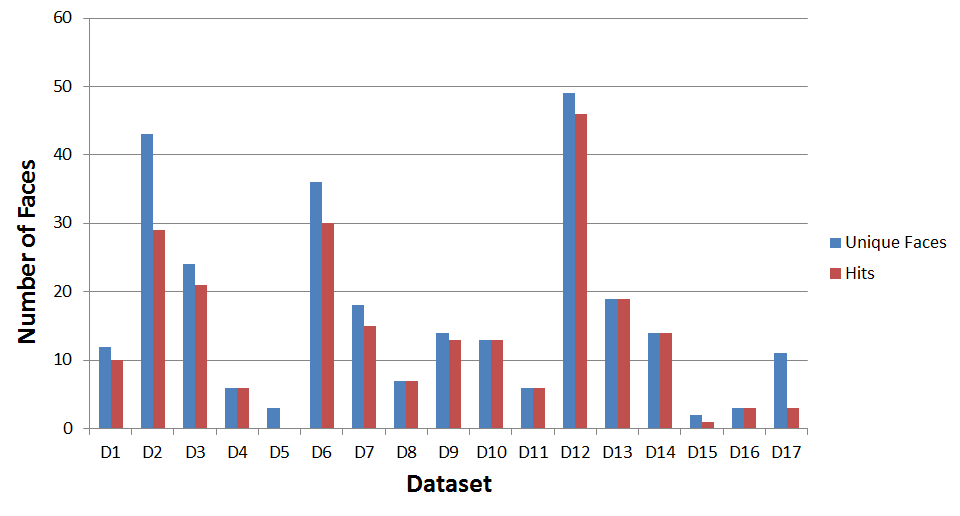 60
50
40
30
20
10
0
Number of Faces
D1 D2 D3 D4 D5 D6 D7 D8 D9 D10 D11 D12 D13 D14 D15 D16 D17
Dataset
Unique Faces
Hits